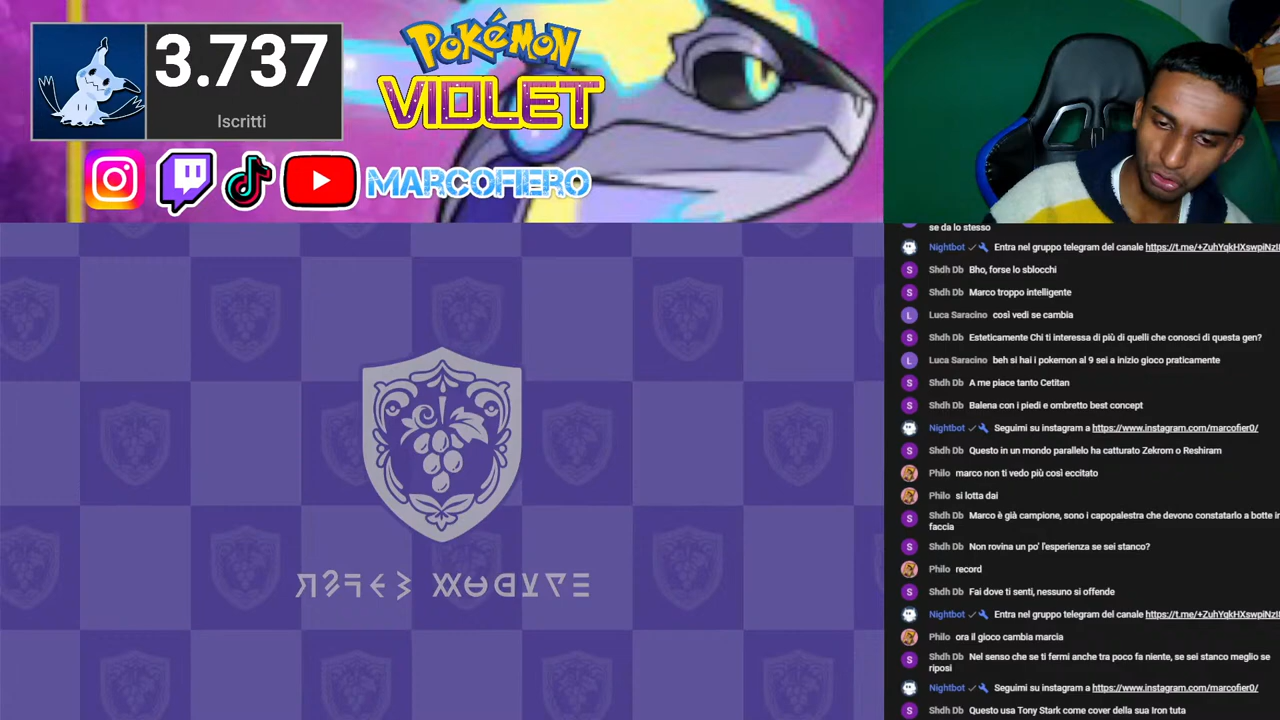 3.737
Iscritti
POKÉMON
VIOLET
MARCOFIERO
se da lo stesso
Nightbot Entra nel gruppo telegram del canale https://t.me/+ZuhYqkHXswpiNzI
Shdh Db Bho, forse lo sblocchi
Shdh Db Marco troppo intelligente
Luca Saracino così vedi se cambia
Shdh Db Esteticamente Chi ti interessa di più di quelli che conosci di questa gen?
Luca Saracino beh si hai i pokemon al 9 sei a inizio gioco praticamente
Shdh Db A me piace tanto Cetitan
Shdh Db Balena con i piedi e ombretto best concept
Nightbot Seguimi su instagram a https://www.instagram.com/marcofier0/
Shdh Db Questo in un mondo parallelo ha catturato Zekrom o Reshiram
Philo marco non ti vedo più così eccitato
Philo si lotta dai
Shdh Db Marco è già campione, sono i capopalestra che devono constatarlo a botte in
faccia
Shdh Db Non rovina un po' l'esperienza se sei stanco?
Philo record
Shdh Db Fai dove ti senti, nessuno si offende
Nightbot Entra nel gruppo telegram del canale https://t.me/+ZuhYqkHXswpiNzI
Philo ora il gioco cambia marcia
Shdh Db Nel senso che se ti fermi anche tra poco fa niente, se sei stanco meglio se
riposi
Nightbot Seguimi su instagram a https://www.instagram.com/marcofier0/
Shdh Db Questo usa Tony Stark come cover della sua Iron tuta